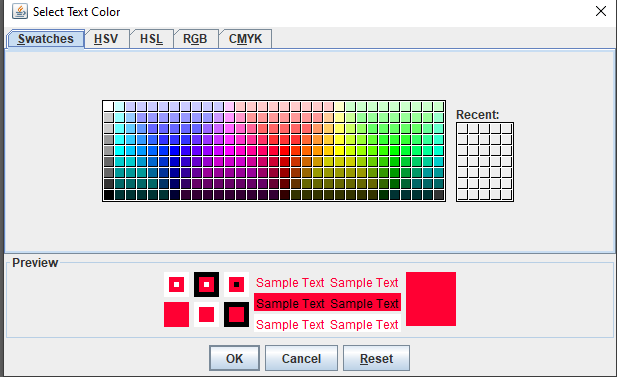 Select Text Color
Swatches HSV HSL RGB CMYK
Recent:
Preview
Sample Text Sample Text
Sample Text Sample Text
Sample Text Sample Text
OK Cancel Reset